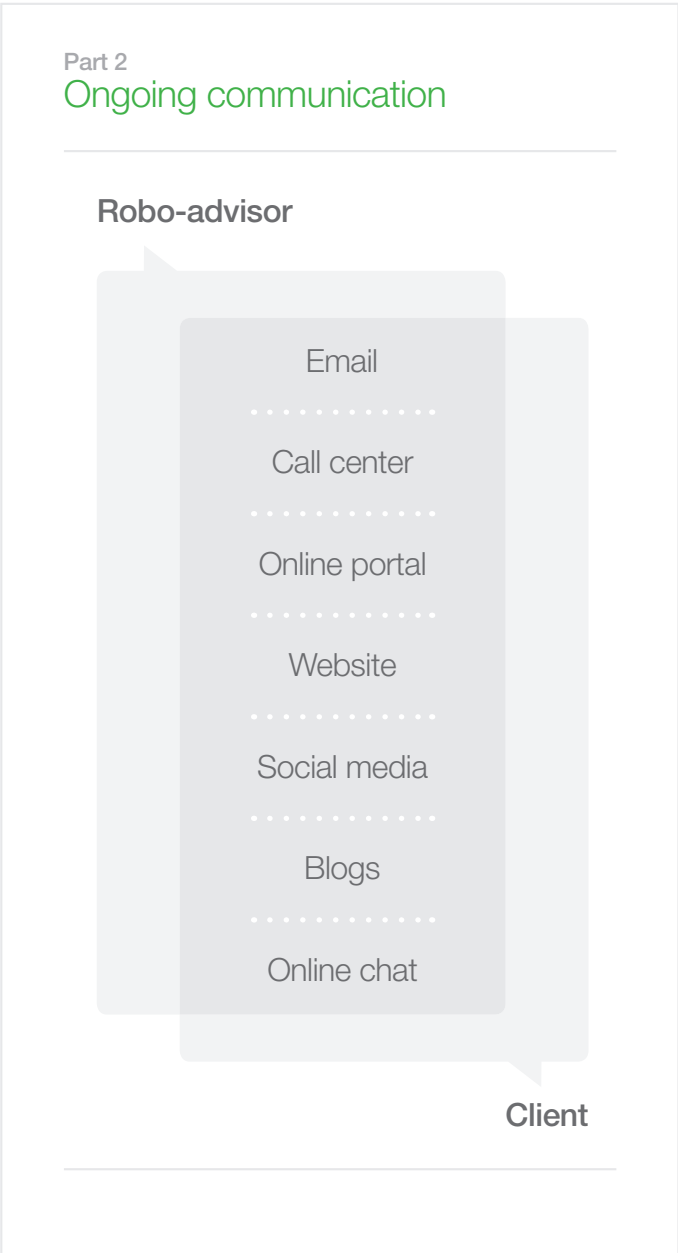 Part 2
Ongoing communication
Robo-advisor
Email
Call center
Online portal
Website
Social media
Blogs
Online chat
Client